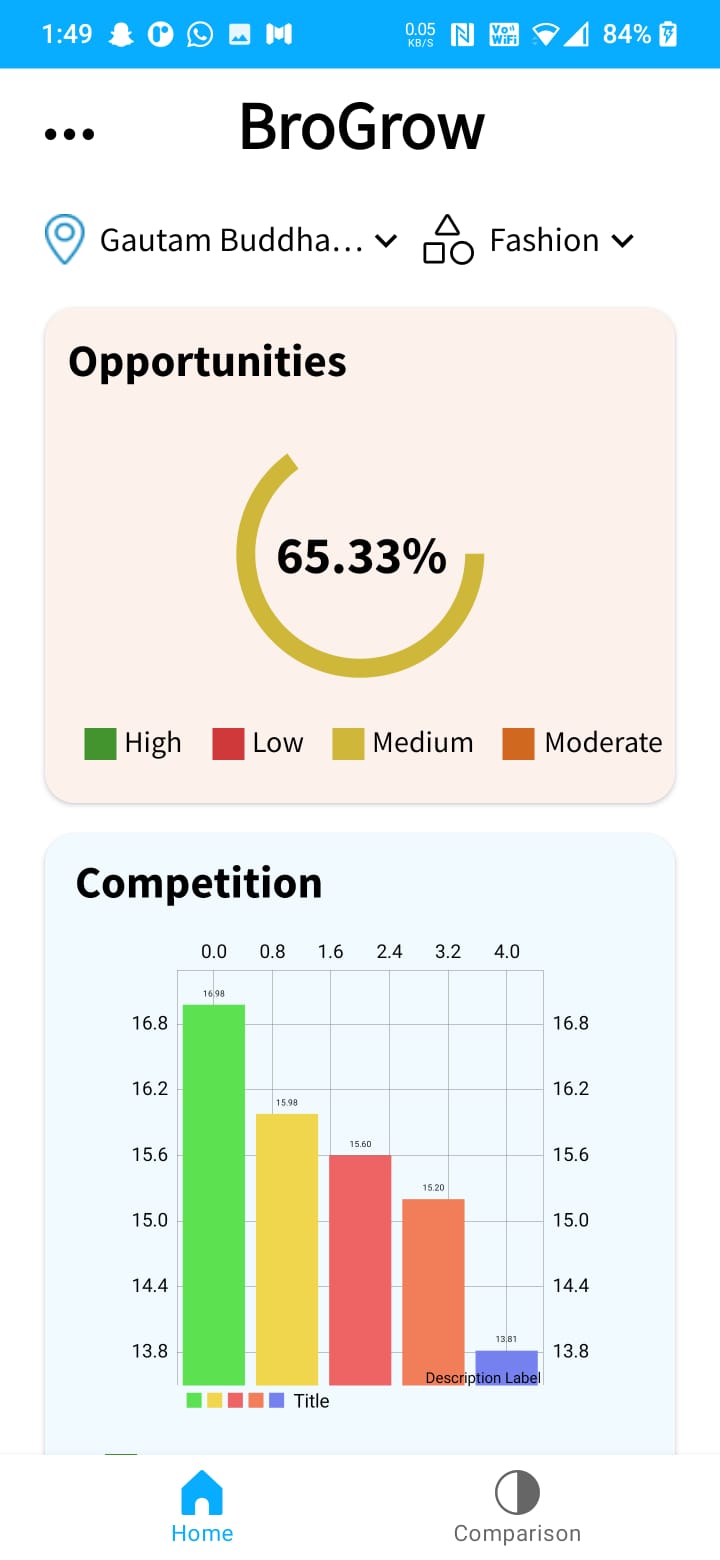 1:49 0.05 KB/S Vo WiFi 84%
BroGrow
Gautam Buddha... Fashion
Opportunities
65.33%
High Low Medium Moderate
Competition
0.0 0.8 1.6 2.4 3.2 4.0
16.98
16.8 16.8
16.2 16.2
15.98
15.6 15.60 15.6
15.20
15.0 15.0
14.4 14.4
13.81
13.8 13.8
Description Label
Title
Home Comparison